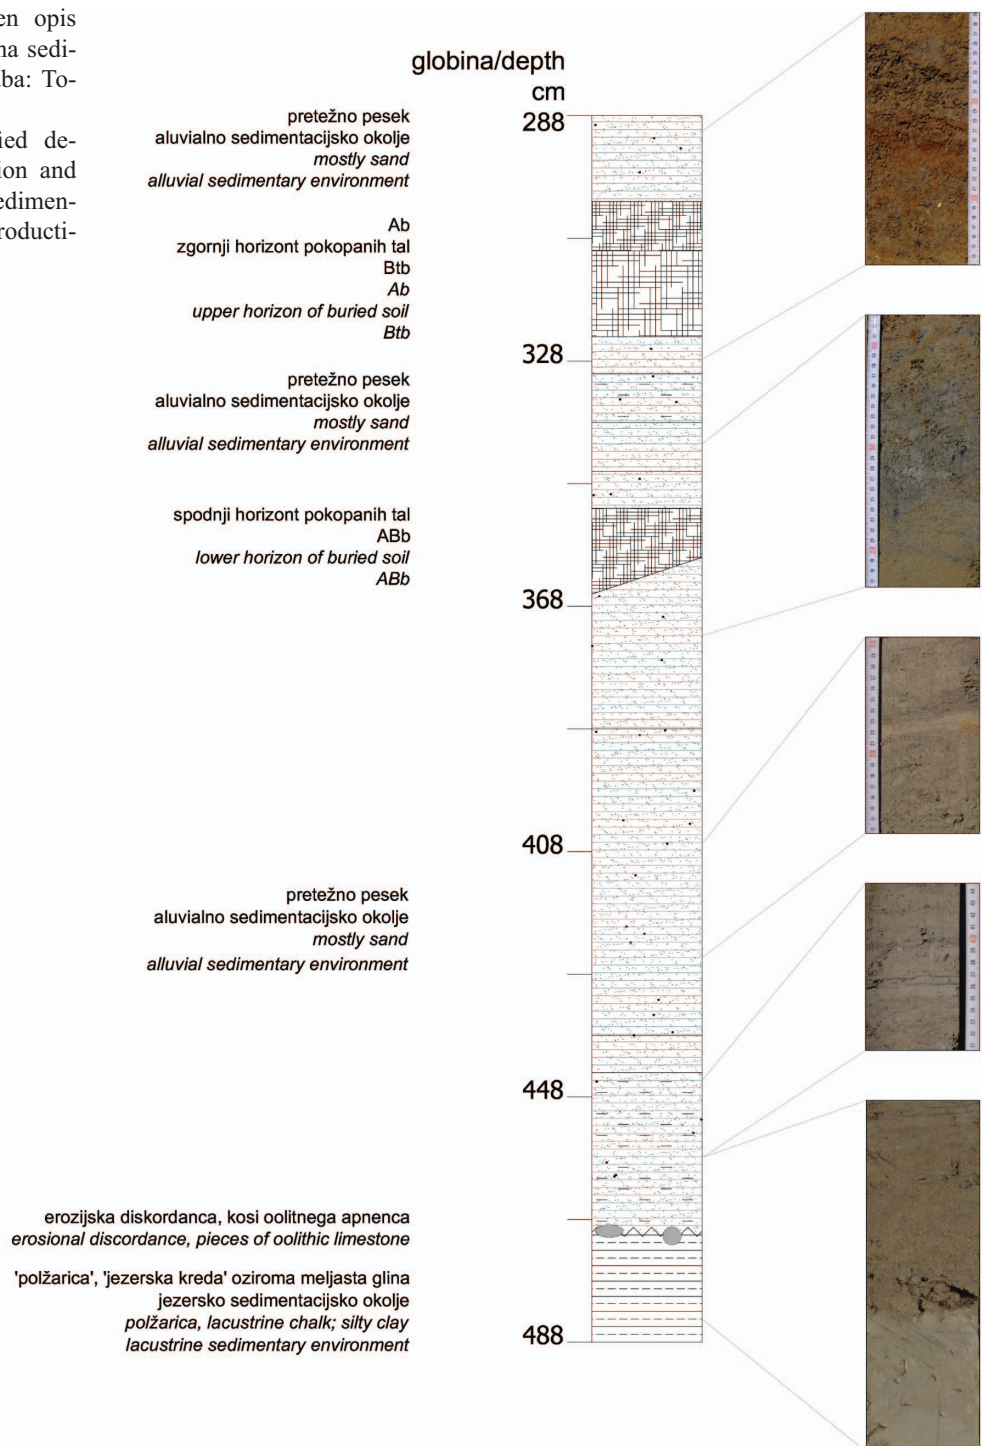 en opis
na sedi-
ba: To-
ied de-
ion and
edimen-
roducti-
globina/depth
cm
288
pretežno pesek
aluvialno sedimentacijsko okolje
mostly sand
alluvial sedimentary environment
Ab
zgornji horizont pokopanih tal
Btb
Ab
upper horizon of buried soil
Btb
328
pretežno pesek
aluvialno sedimentacijsko okolje
mostly sand
alluvial sedimentary environment
spodnji horizont pokopanih tal
ABb
lower horizon of buried soil
ABb
368
408
pretežno pesek
aluvialno sedimentacijsko okolje
mostly sand
alluvial sedimentary environment
448
erozijska diskordanca, kosi oolitnega apnenca
erosional discordance, pieces of oolithic limestone
'polžarica', 'jezerska kreda' oziroma meljasta glina
jezersko sedimentacijsko okolje
polžarica, lacustrine chalk; silty clay
lacustrine sedimentary environment
488